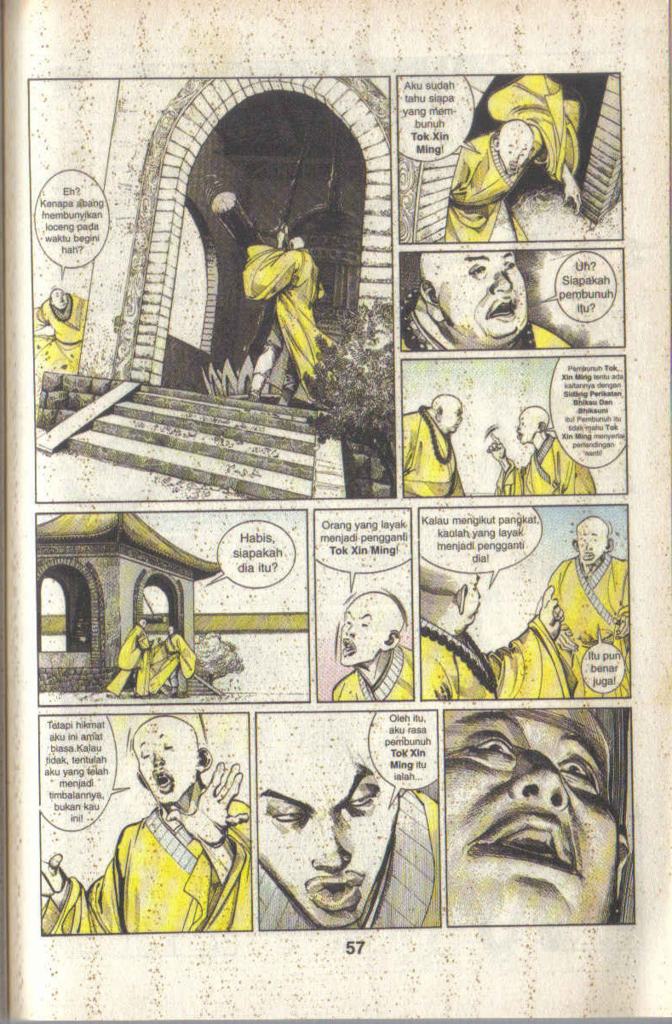 Eh?
Kenapa abang
membunyikan
loceng pada
waktu begini
hah?
Aku sudah
tahu siapa
yang mem-
bunuh
Tok Xin
Ming!
Uh?
Siapakah
pembunuh
itu?
Pembunuh Tok
Xin Ming tentu ada
kaitannya dengan
Sidang Perikatan
Bhiksu Dan
Bhiksuni
itu! Pembunuh itu
tidak mahu Tok
Xin Ming menyertai
pertandingan
nanti!
Habis,
siapakah
dia itu?
Orang yang layak
menjadi pengganti
Tok Xin Ming!
Kalau mengikut pangkat,
kaulah yang layak
menjadi pengganti
dia!
Itu pun
benar
juga!
Tetapi hikmat
aku ini amat
biasa.Kalau
tidak, tentulah
aku yang telah
menjadi
timbalannya,
bukan kau
ini!
Oleh itu,
aku rasa
pembunuh
Tok Xin
Ming itu
ialah...
57